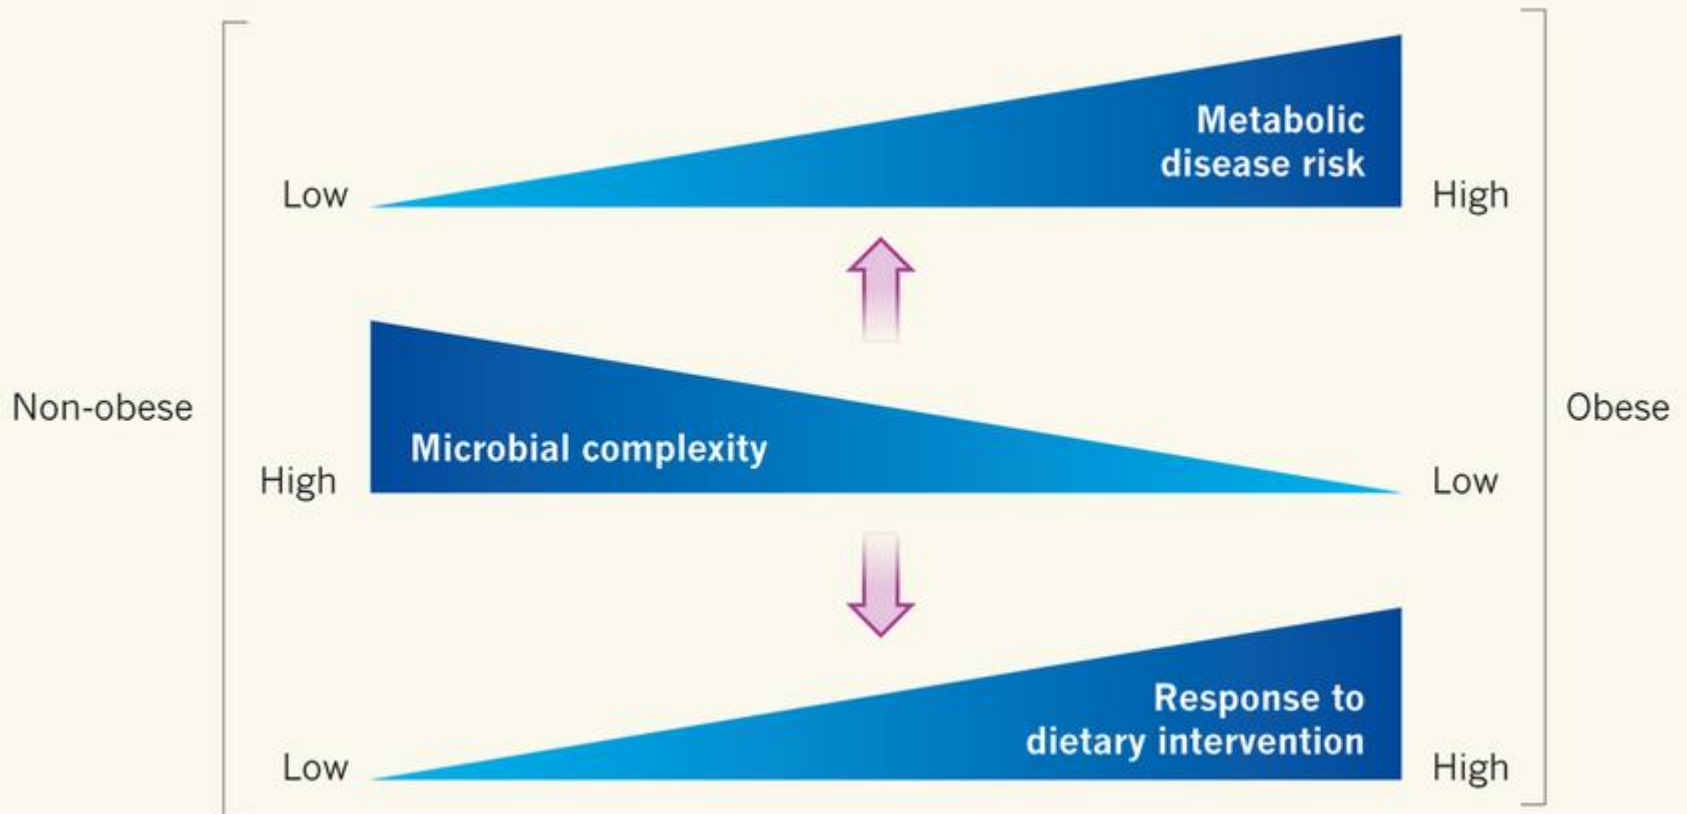 Metabolic
disease risk
Low
High
Non-obese
Obese
Microbial complexity
High
Low
Response to
dietary intervention
Low
High